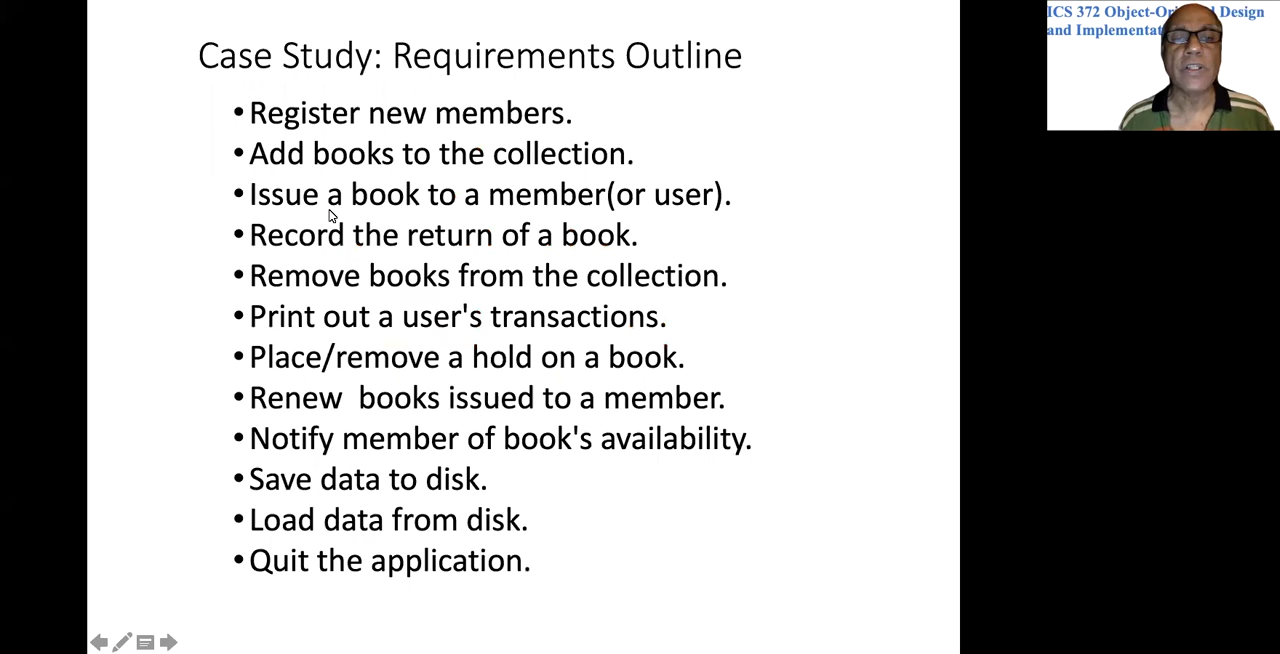 Case Study: Requirements Outline
•Register new members.
•Add books to the collection.
•Issue a book to a member(or user).
•Record the return of a book.
•Remove books from the collection.
•Print out a user's transactions.
•Place/remove a hold on a book.
•Renew  books issued to a member.
•Notify member of book's availability.
•Save data to disk.
•Load data from disk.
•Quit the application.
ICS 372 Design
and